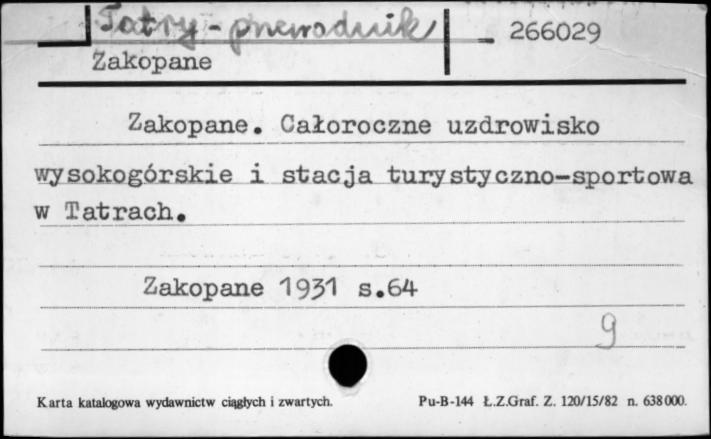 Tatry - przewodnik 266029
Zakopane
Zakopane. Całoroczne uzdrowisko
wysokogórskie i stacja turystyczno-sportowa
w Tatrach.
Zakopane 1931 s.64
9
Karta katalogowa wydawnictw ciągłych i zwartych. Pu-B-144 Ł.Z.Graf. Z. 120/15/82 n. 638000.